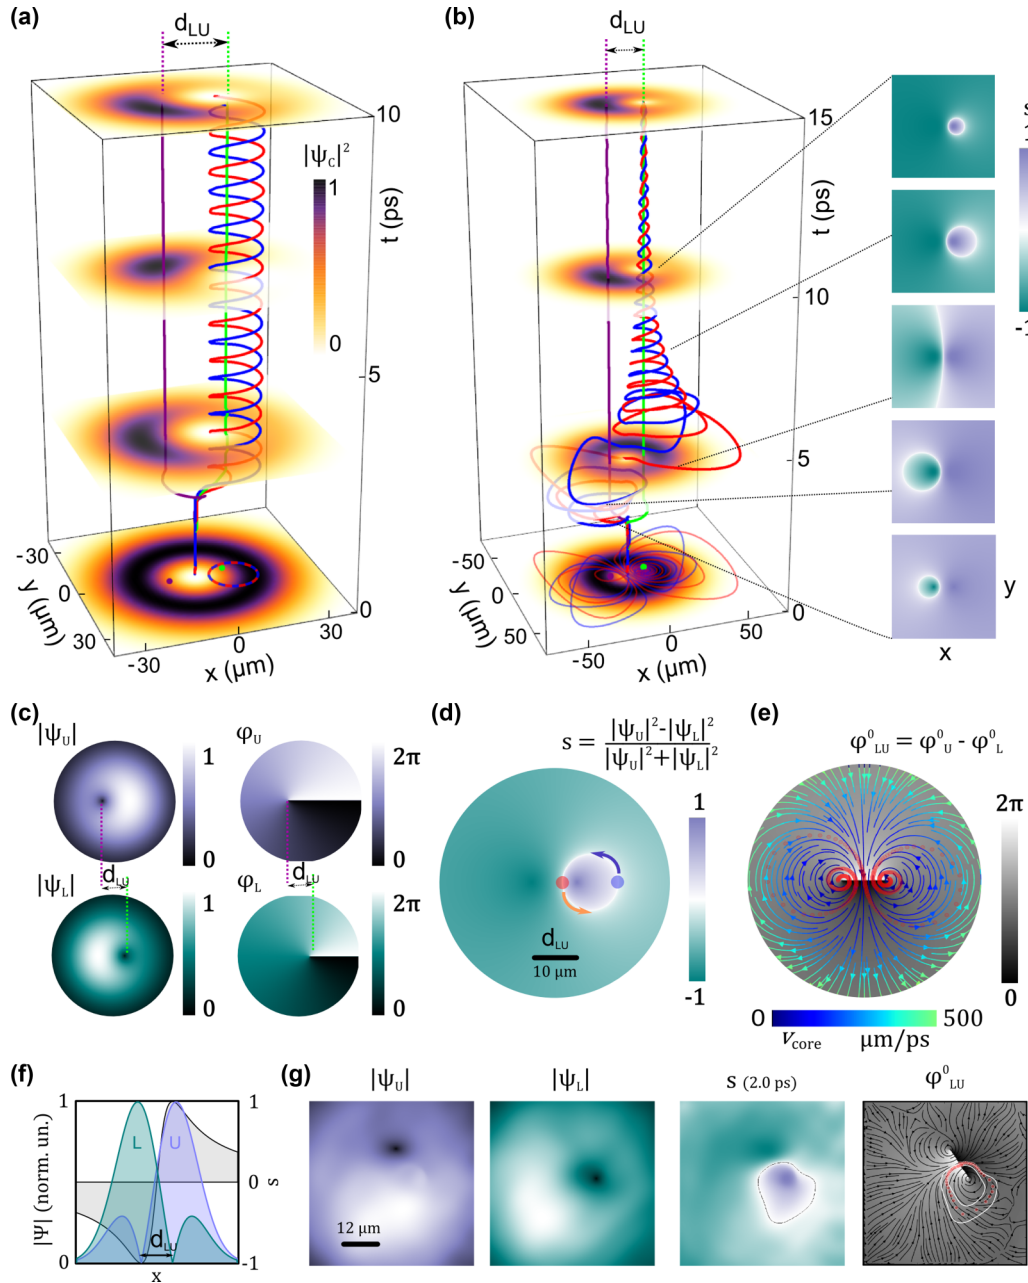 (a)
d_LU
|ψ_C|²
1
0
10
t (ps)
5
0
-30
0
30
y (μm)
-30
0
30
x (μm)
(b)
d_LU
15
t (ps)
10
5
0
-50
0
50
y (μm)
-50
0
50
x (μm)
s
-1
y
x
(c)
|ψ_U|
1
0
φ_U
2π
0
d_LU
d_LU
|ψ_L|
1
0
φ_L
2π
0
(d)
s = |ψ_U|²-|ψ_L|² / |ψ_U|²+|ψ_L|²
d_LU
10 μm
1
-1
(e)
φ⁰_LU = φ⁰_U - φ⁰_L
2π
0
0
500
v_core
μm/ps
(f)
1
1
L
U
|Ψ| (norm. un.)
0
s
d_LU
0
-1
x
(g)
|ψ_U|
|ψ_L|
s (2.0 ps)
φ⁰_LU
12 μm